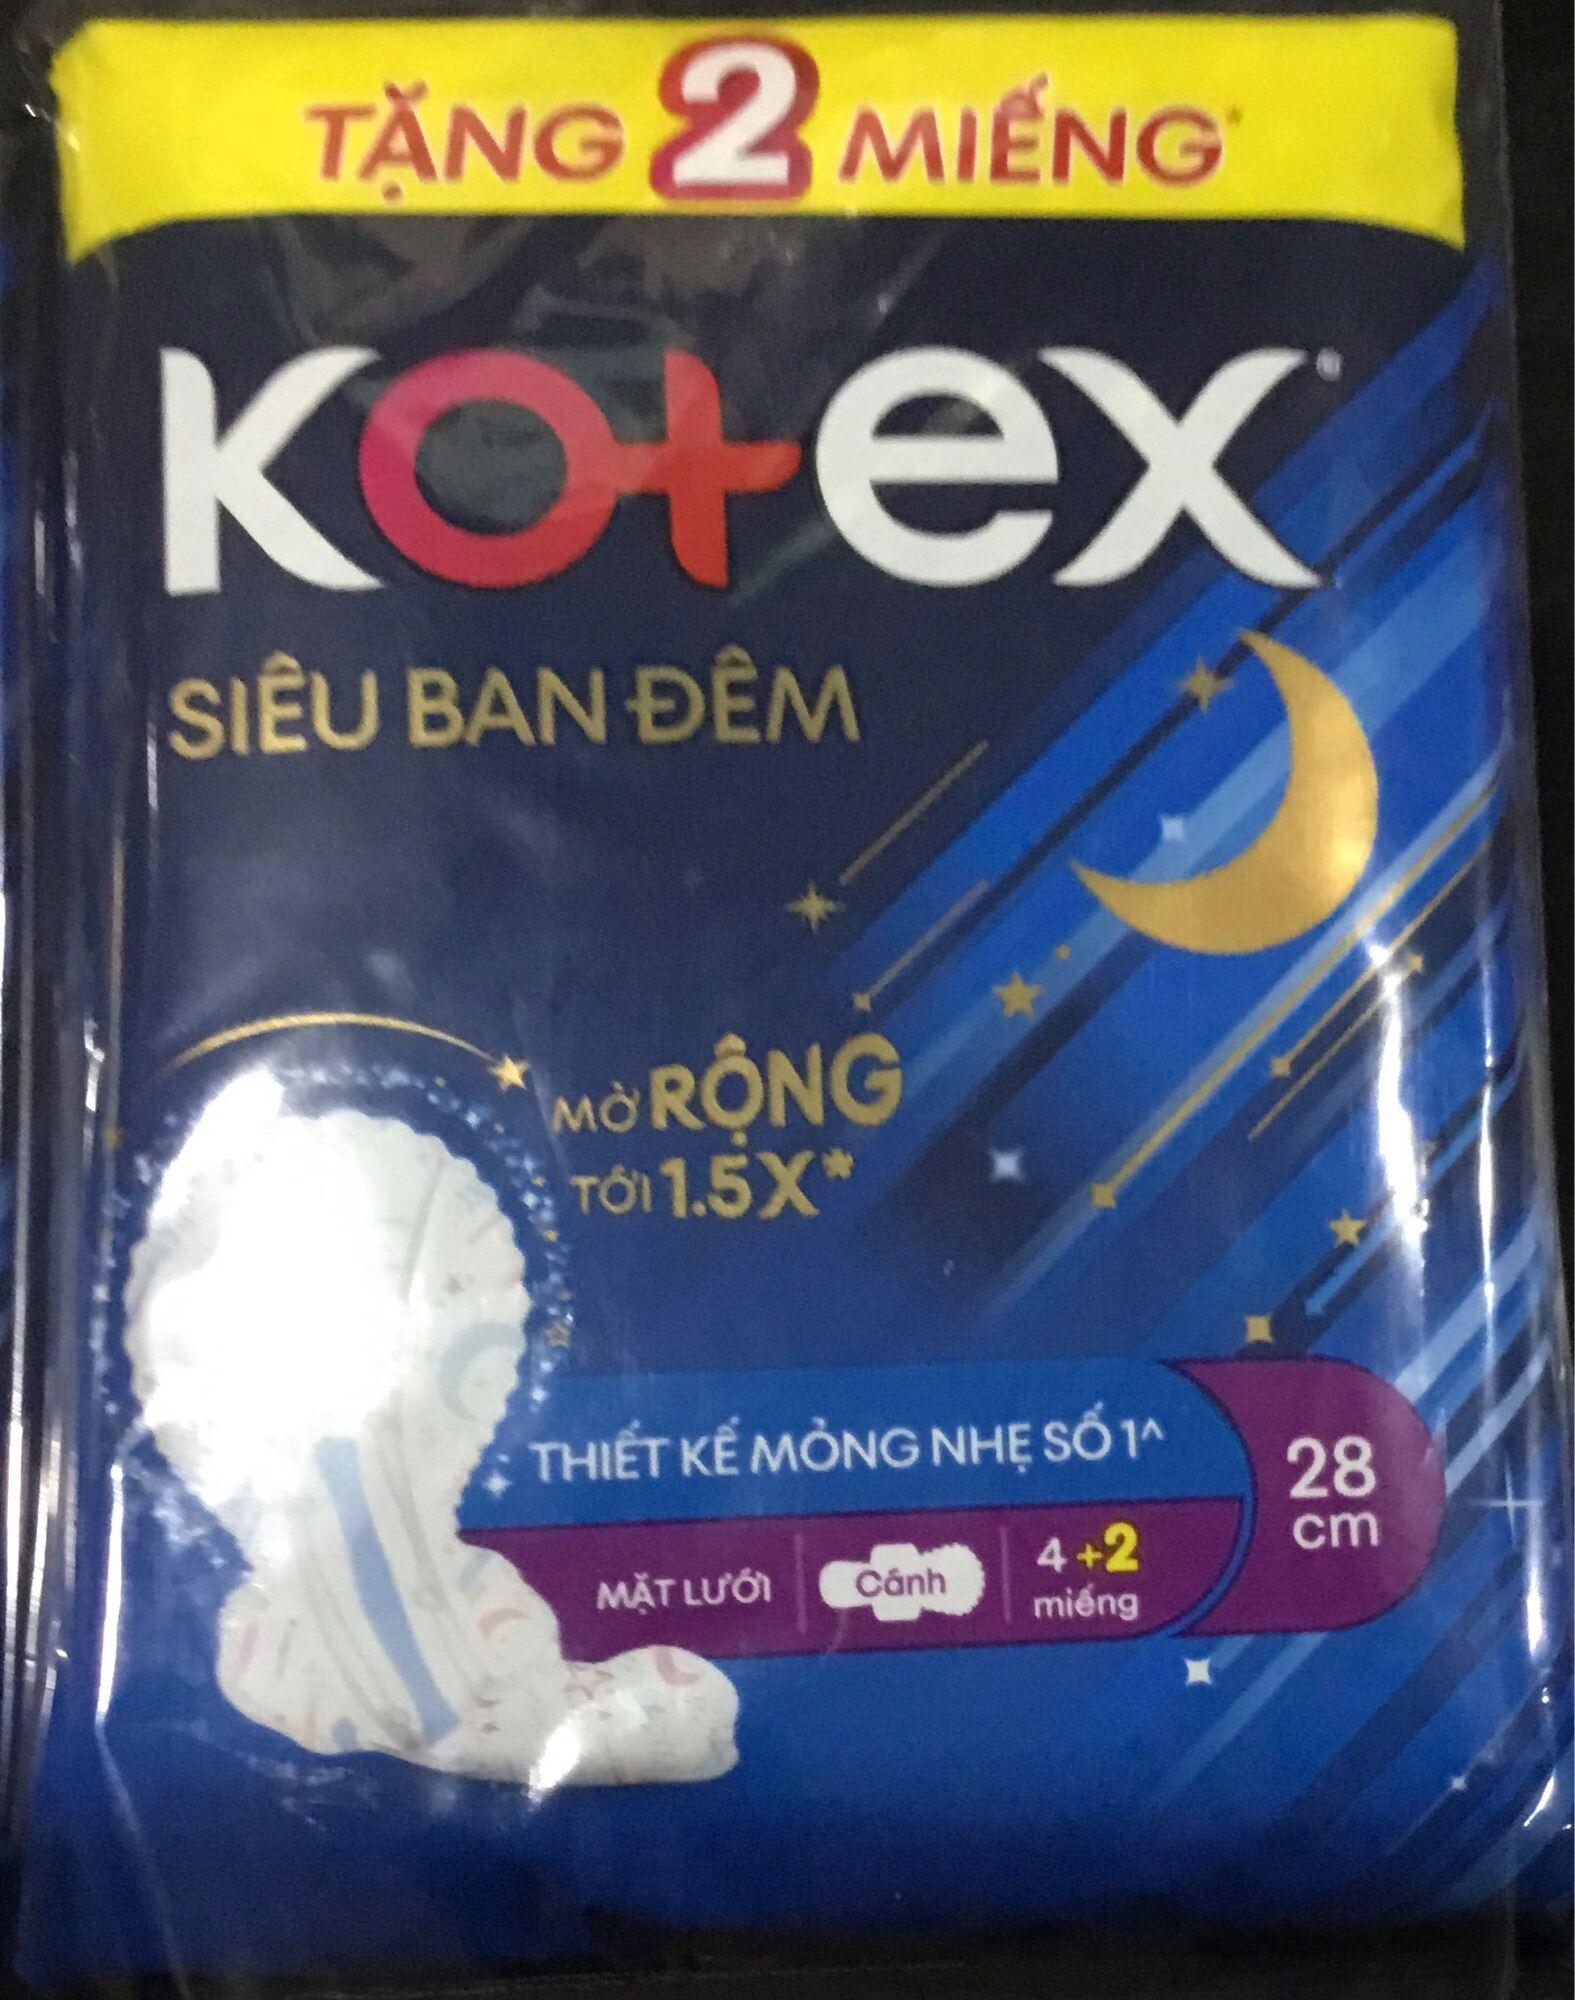 TẶNG 2 MIẾNG*
Kotex®
SIÊU BAN ĐÊM
MỞ RỘNG
TỚI 1.5X*
THIẾT KẾ MỎNG NHẸ SỐ 1^
28
cm
MẶT LƯỚI
Cánh
4+2
miếng